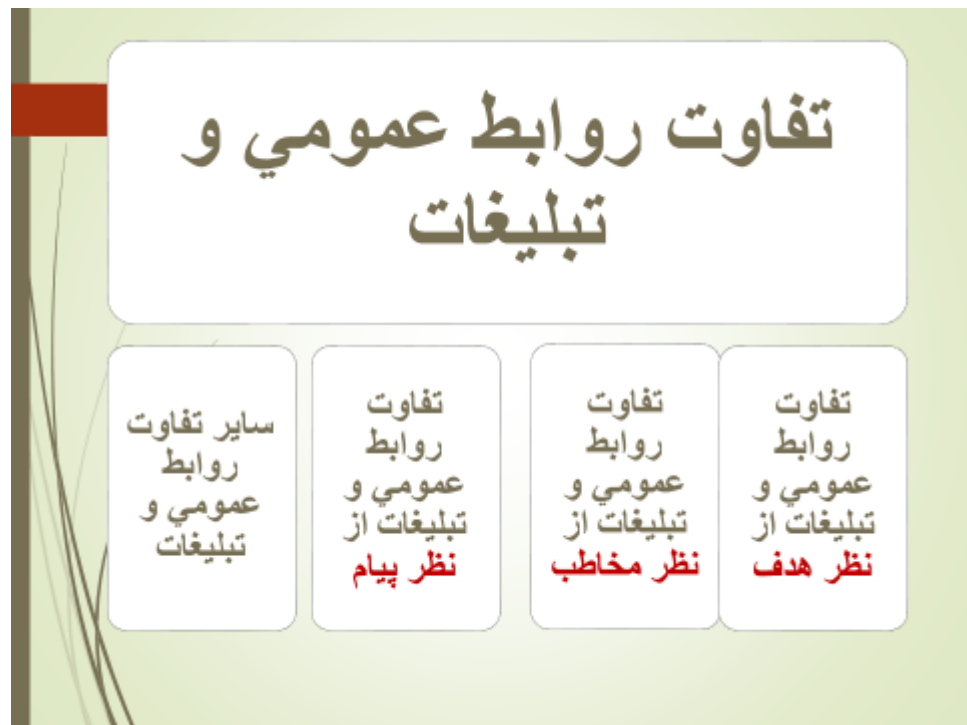 تفاوت روابط عمومي و
تبليغات
تفاوت
روابط
عمومي و
تبليغات از
نظر هدف
تفاوت
روابط
عمومي و
تبليغات از
نظر مخاطب
تفاوت
روابط
عمومي و
تبليغات از
نظر پيام
ساير تفاوت
روابط
عمومي و
تبليغات